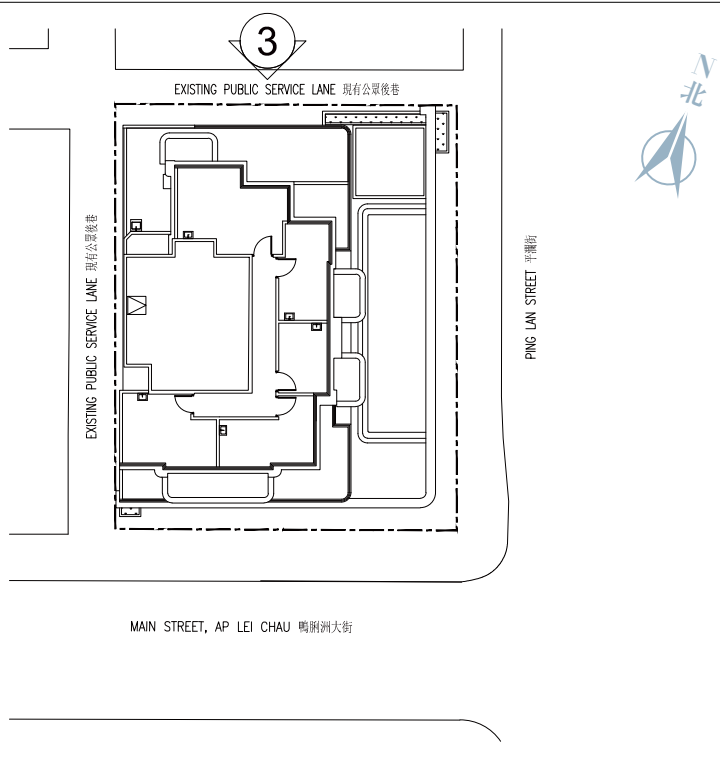 3
EXISTING PUBLIC SERVICE LANE 現有公眾後巷
N
北
EXISTING PUBLIC SERVICE LANE 現有公眾後巷
PING LAN STREET 平瀾街
MAIN STREET, AP LEI CHAU 鴨脷洲大街